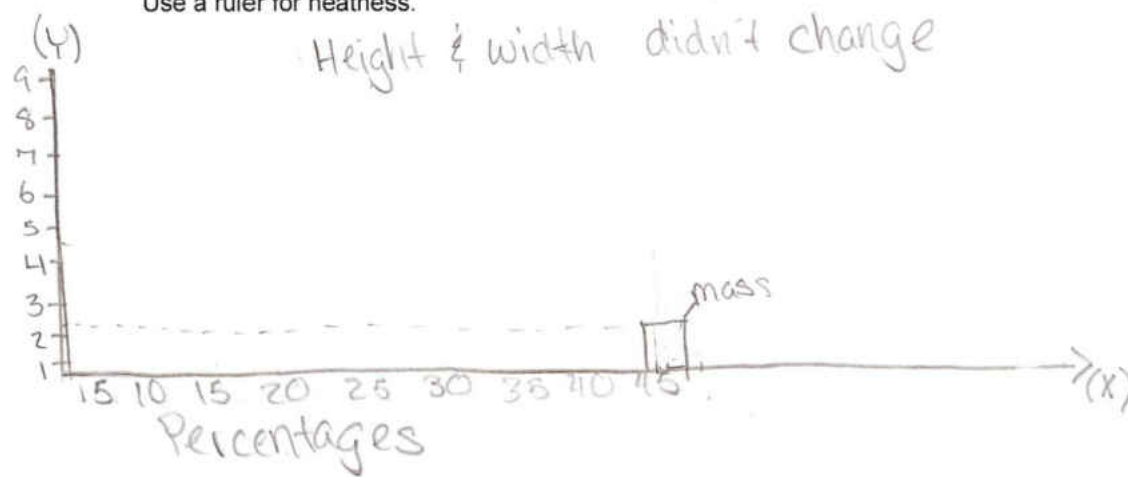 Use a ruler for neatness.
(Y)
Height & width didn't change
9
8
7
6
5
4
3
mass
2
1
15 10 15 20 25 30 35 40 45
(X)
Percentages